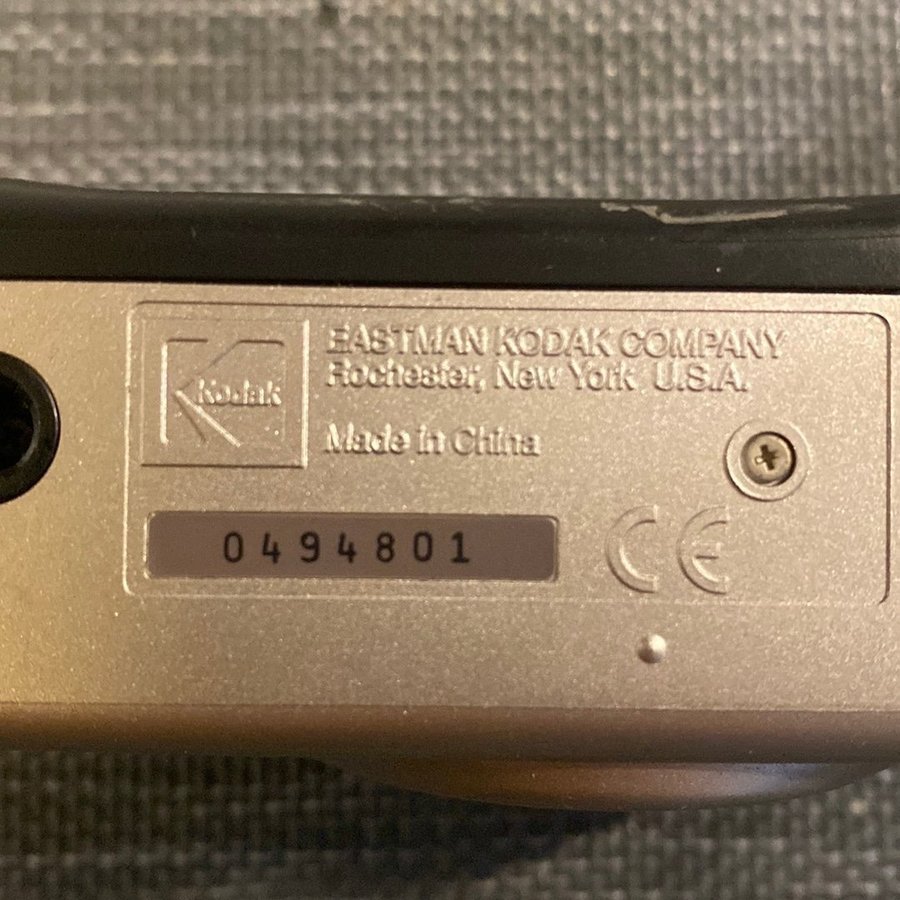 Kodak
EASTMAN KODAK COMPANY
Rochester, New York U.S.A.
Made in China
0494801
CE